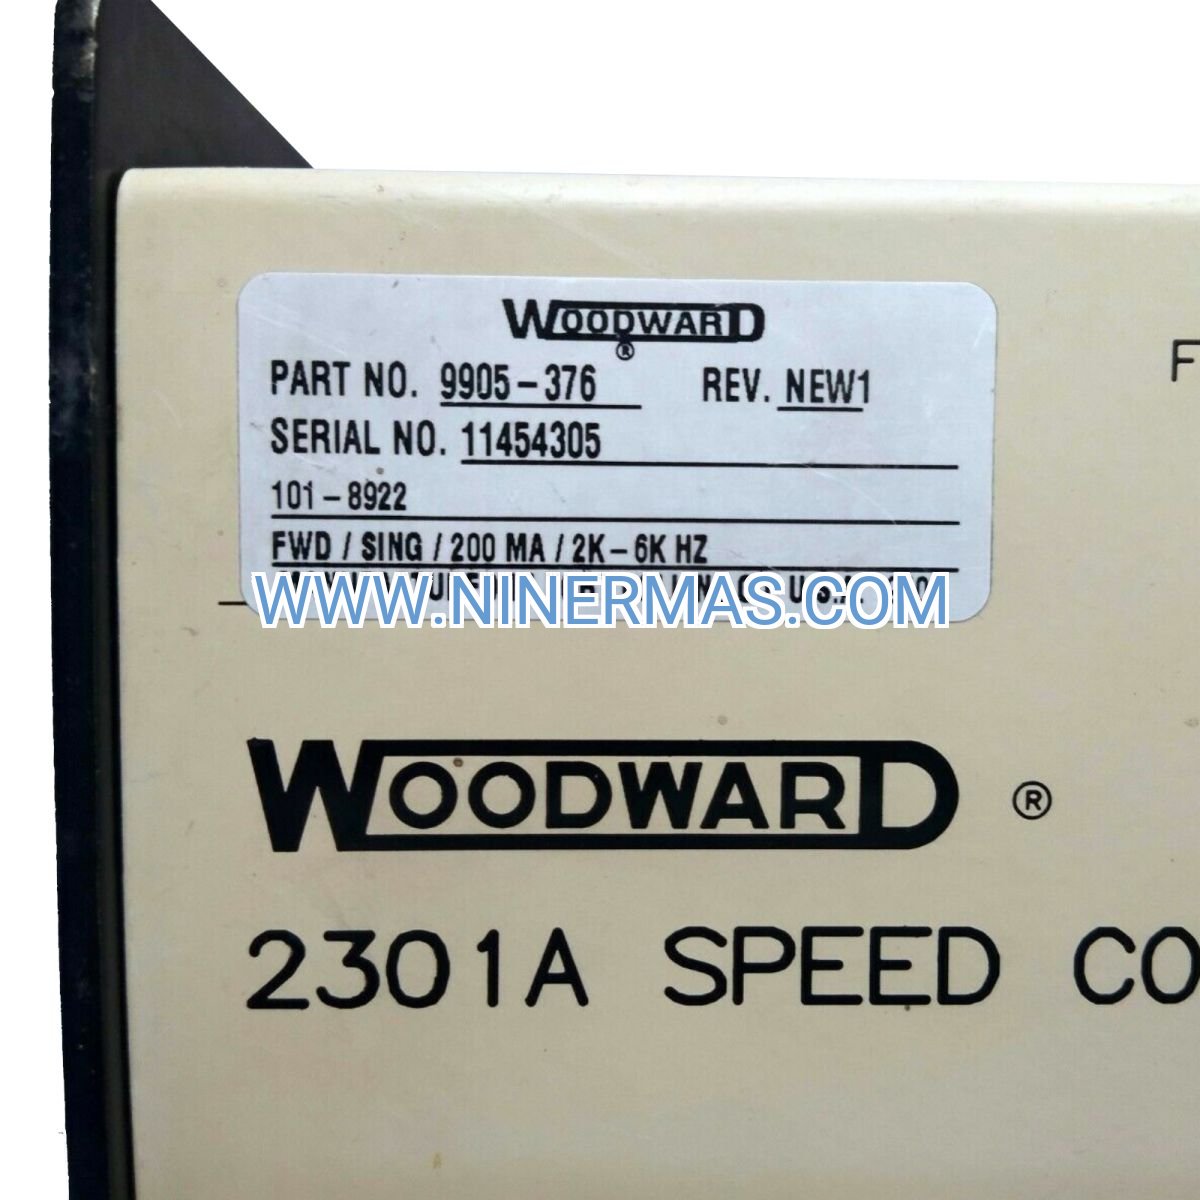 WOODWARD
®
PART NO. 9905-376 REV. NEW1
SERIAL NO. 11454305
101-8922
FWD / SING / 200 MA / 2K-6K HZ
WWW.NINERMAS.COM
F
WOODWARD ®
2301A SPEED CO